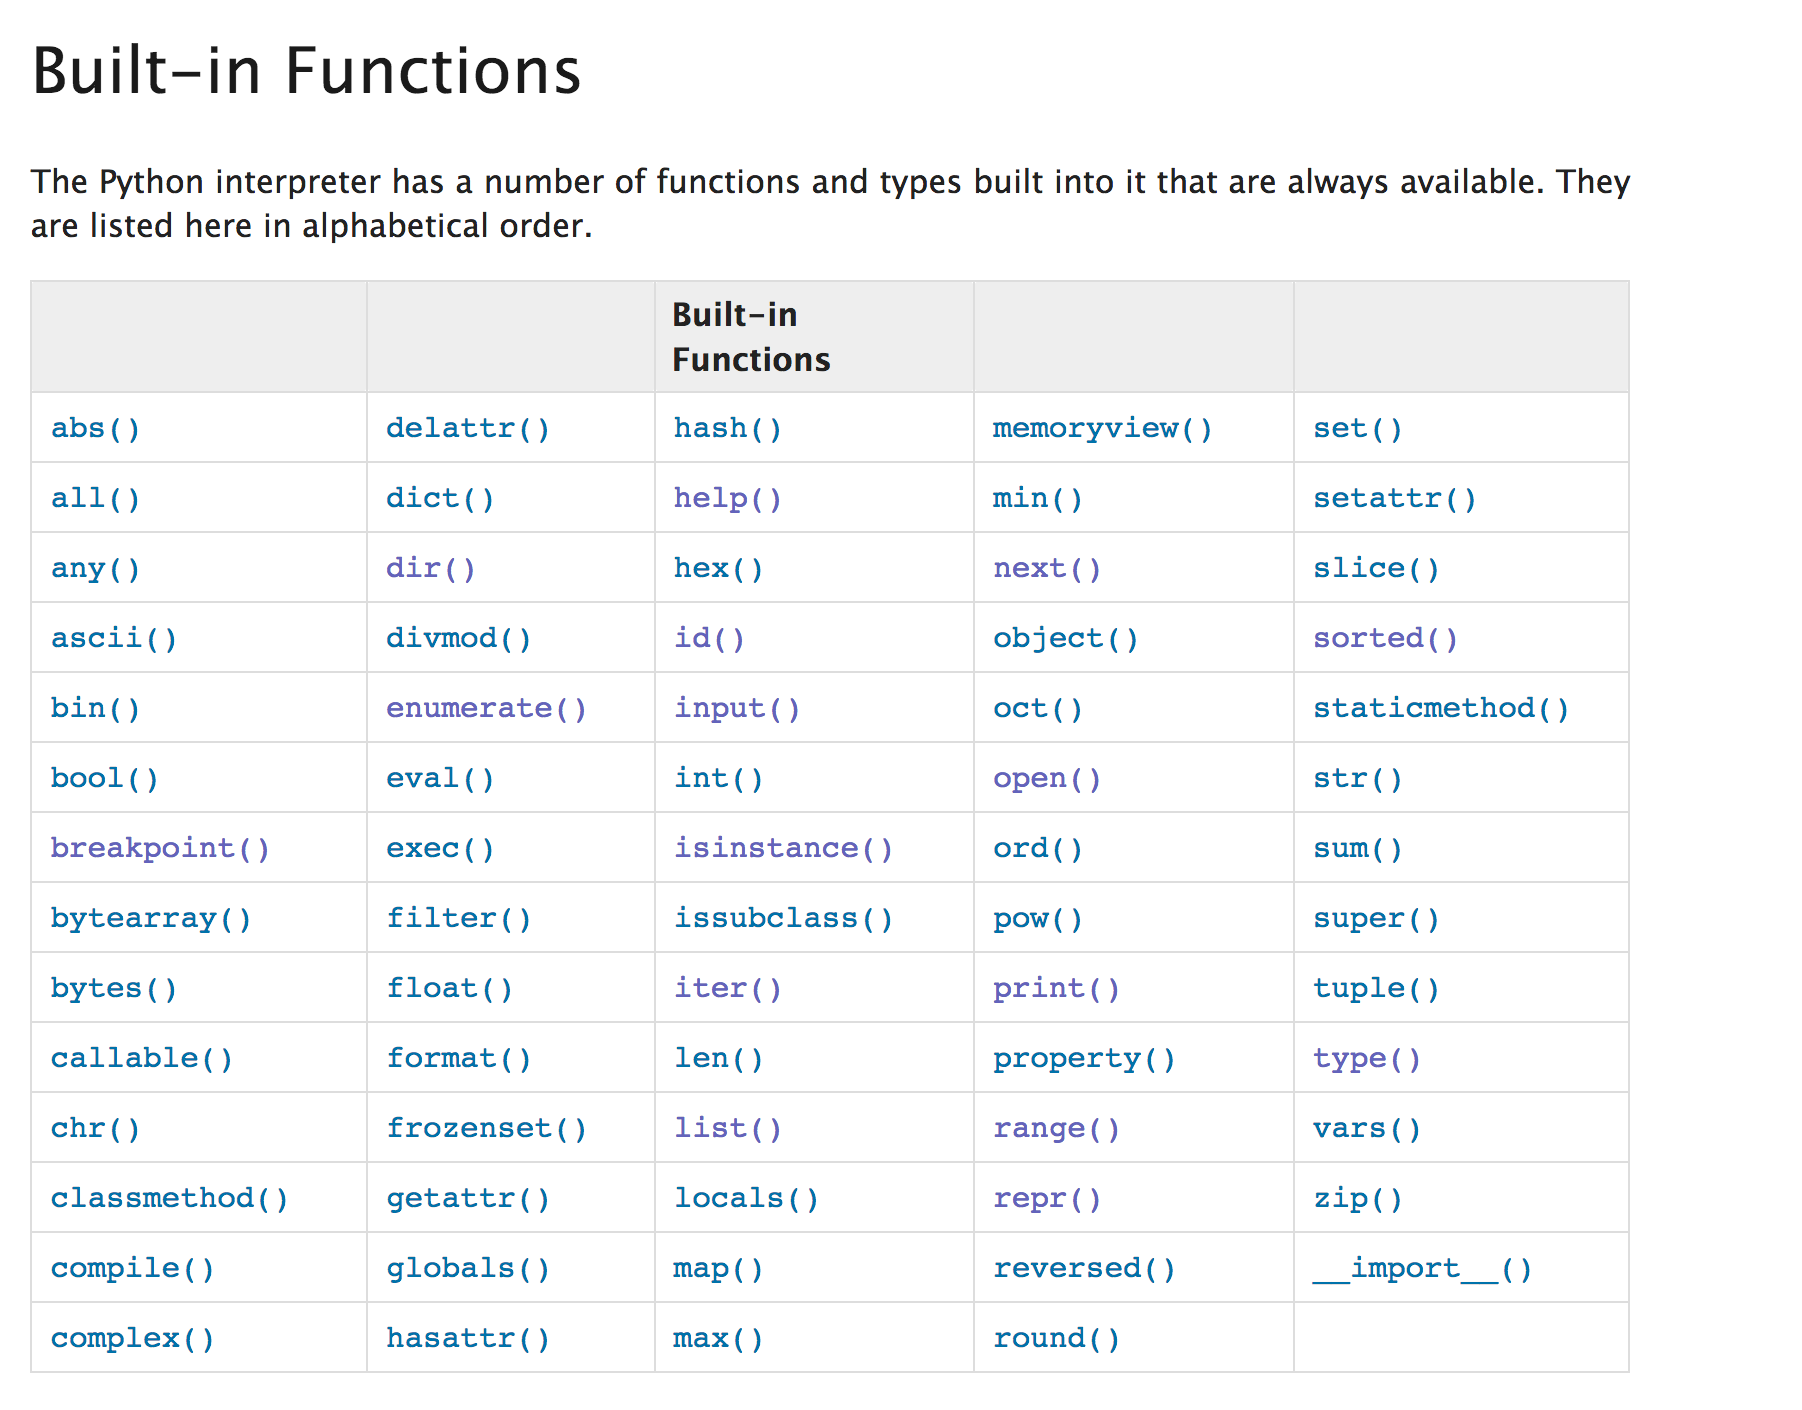 Built-in Functions
The Python interpreter has a number of functions and types built into it that are always available. They
are listed here in alphabetical order.
Built-in
Functions
abs() delattr() hash() memoryview() set()
all() dict() help() min() setattr()
any() dir() hex() next() slice()
ascii() divmod() id() object() sorted()
bin() enumerate() input() oct() staticmethod()
bool() eval() int() open() str()
breakpoint() exec() isinstance() ord() sum()
bytearray() filter() issubclass() pow() super()
bytes() float() iter() print() tuple()
callable() format() len() property() type()
chr() frozenset() list() range() vars()
classmethod() getattr() locals() repr() zip()
compile() globals() map() reversed() __import__()
complex() hasattr() max() round()